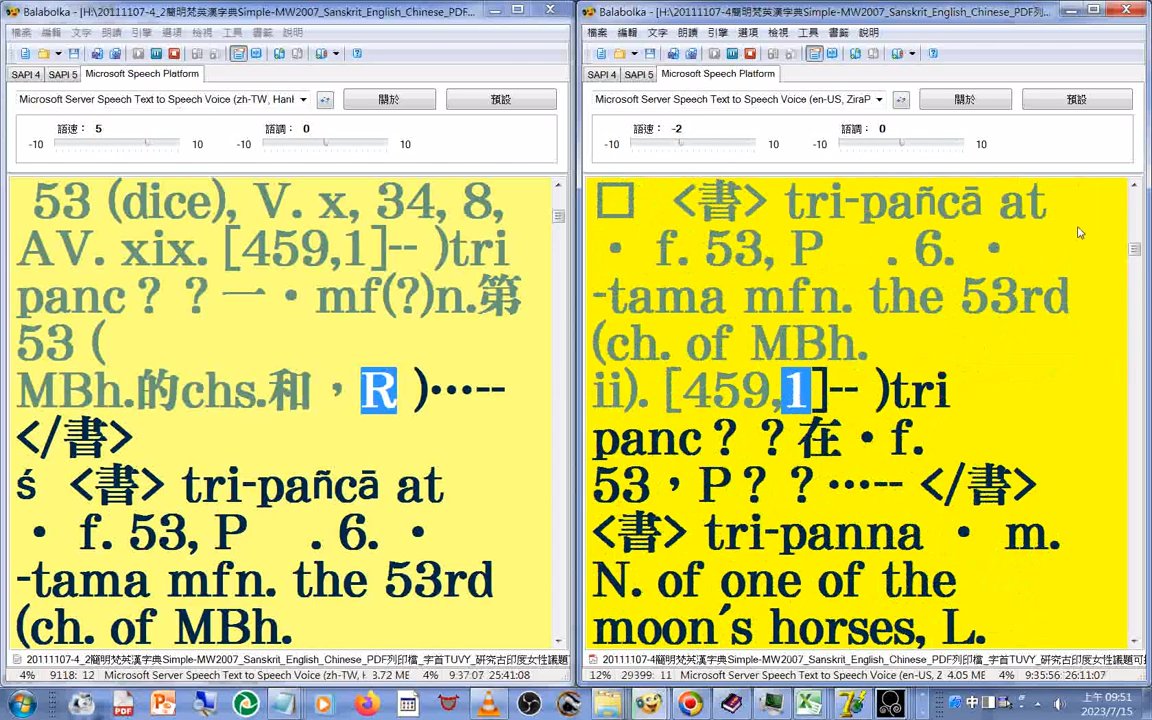 Balabolka - [H:\20111107-4_2簡明梵英漢字典Simple-MW2007_Sanskrit_English_Chinese_PDF...
檔案 編輯 文字 朗讀 引擎 選項 檢視 工具 書籤 說明
SAPI 4 SAPI 5 Microsoft Speech Platform
Microsoft Server Speech Text to Speech Voice (zh-TW, HanH 關於 預設
語速： 5 語調： 0
-10 10 -10 10
53 (dice), V. x, 34, 8,
AV. xix. [459,1]-- )tri
panc？？一・mf(?)n.第
53 (
MBh.的chs.和，R )…--
</書>
ś <書> tri-pañcā at
・ f. 53, P . 6. ・
-tama mfn. the 53rd
(ch. of MBh.
20111107-4_2簡明梵英漢字典Simple-MW2007_Sanskrit_English_Chinese_PDF列印檔_字首TUVY_研究古印度女性議題
4% 9118: 12 Microsoft Server Speech Text to Speech Voice (zh-TW, H 3.72 ME 4% 9:37:07 25:41:08
Balabolka - [H:\20111107-4簡明梵英漢字典Simple-MW2007_Sanskrit_English_Chinese_PDF列...
檔案 編輯 文字 朗讀 引擎 選項 檢視 工具 書籤 說明
SAPI 4 SAPI 5 Microsoft Speech Platform
Microsoft Server Speech Text to Speech Voice (en-US, ZiraP 關於 預設
語速： -2 語調： 0
-10 10 -10 10
□ <書> tri-pañcā at
・ f. 53, P . 6. ・
-tama mfn. the 53rd
(ch. of MBh.
ii). [459,1]-- )tri
panc？？在・f.
53，P？？…-- </書>
<書> tri-panna ・ m.
N. of one of the
moon′s horses, L.
20111107-4簡明梵英漢字典Simple-MW2007_Sanskrit_English_Chinese_PDF列印檔_字首TUVY_研究古印度女性議題可
12% 29399: 11 Microsoft Server Speech Text to Speech Voice (en-US, Z 4.05 ME 4% 9:35:56 26:11:07
中
上午 09:51
2023/7/15